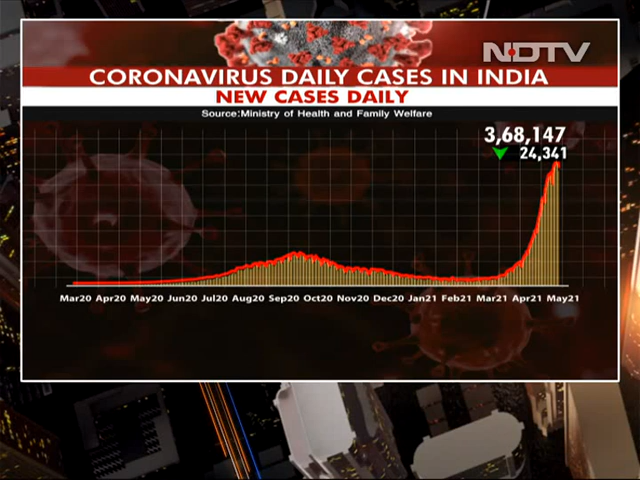 NDTV
CORONAVIRUS DAILY CASES IN INDIA
NEW CASES DAILY
Source:Ministry of Health and Family Welfare
3,68,147
24,341
Mar20 Apr20 May20 Jun20 Jul20 Aug20 Sep20 Oct20 Nov20 Dec20 Jan21 Feb21 Mar21 Apr21 May21